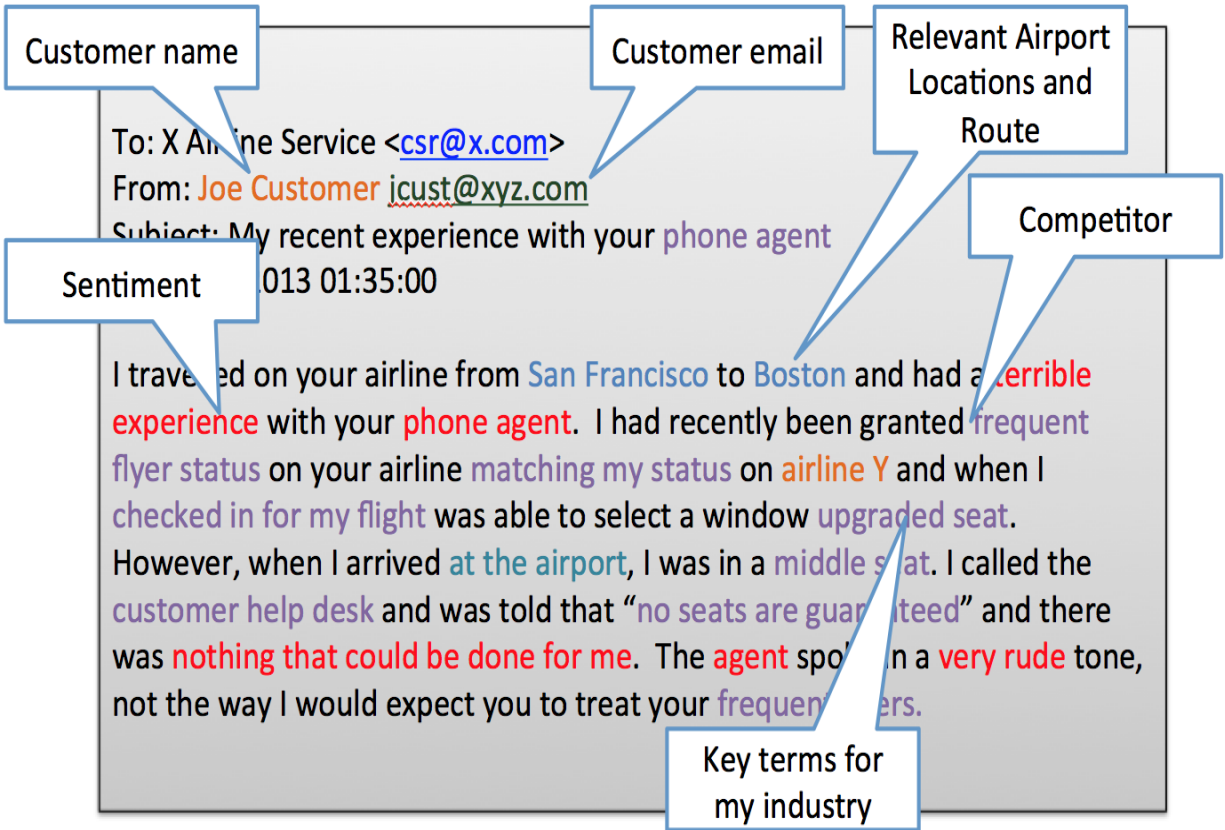 Customer name
Customer email
Relevant Airport
Locations and
Route
To: X Airline Service <csr@x.com>
From: Joe Customer jcust@xyz.com
Subject: My recent experience with your phone agent
Competitor
Sentiment
013 01:35:00
I travelled on your airline from San Francisco to Boston and had a terrible
experience with your phone agent.  I had recently been granted frequent
flyer status on your airline matching my status on airline Y and when I
checked in for my flight was able to select a window upgraded seat.
However, when I arrived at the airport, I was in a middle seat. I called the
customer help desk and was told that “no seats are guaranteed” and there
was nothing that could be done for me.  The agent spoke in a very rude tone,
not the way I would expect you to treat your frequent flyers.
Key terms for
my industry